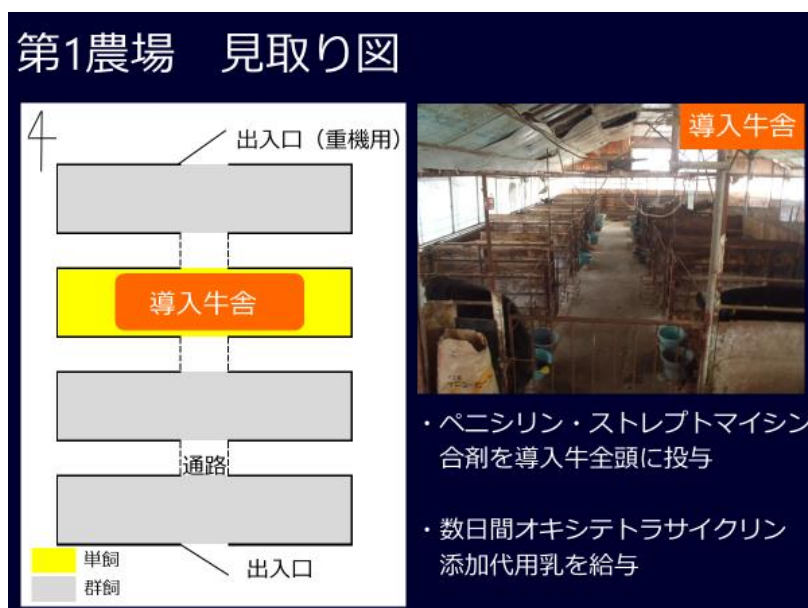 第1農場　見取り図
出入口（重機用）
導入牛舎
通路
出入口
単飼
群飼
導入牛舎
・ペニシリン・ストレプトマイシン
合剤を導入牛全頭に投与
・数日間オキシテトラサイクリン
添加代用乳を給与